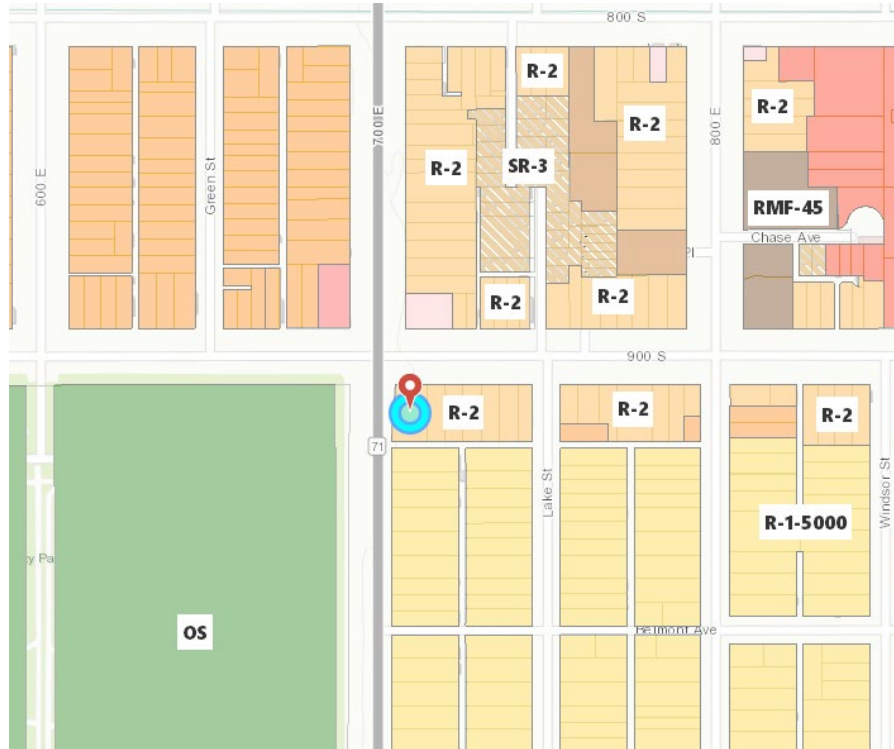 800 S
R-2
R-2
R-2
700 E
800 E
R-2
SR-3
600 E
Green St
RMF-45
Chase Ave
Pl
R-2
R-2
900 S
R-2
R-2
R-2
71
Lake St
Windsor St
R-1-5000
Belmont Ave
OS